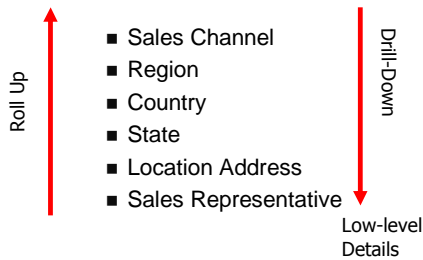 Roll Up
■ Sales Channel
■ Region
■ Country
■ State
■ Location Address
■ Sales Representative
Drill-Down
Low-level
Details